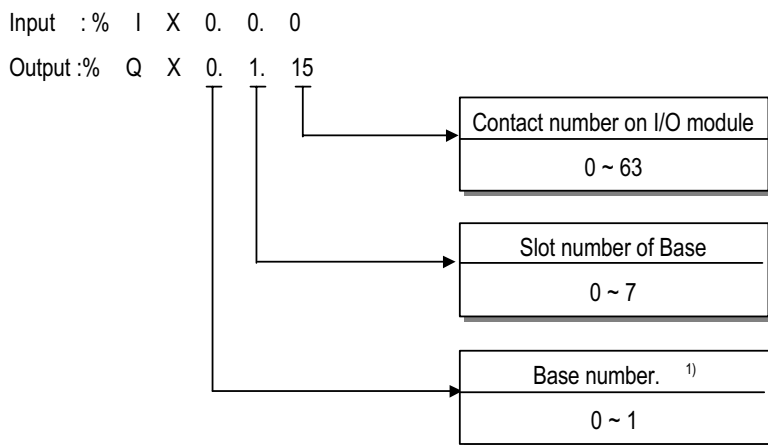 Input : % I X 0. 0. 0
Output :% Q X 0. 1. 15
Contact number on I/O module
0 ~ 63
Slot number of Base
0 ~ 7
Base number. 1)
0 ~ 1